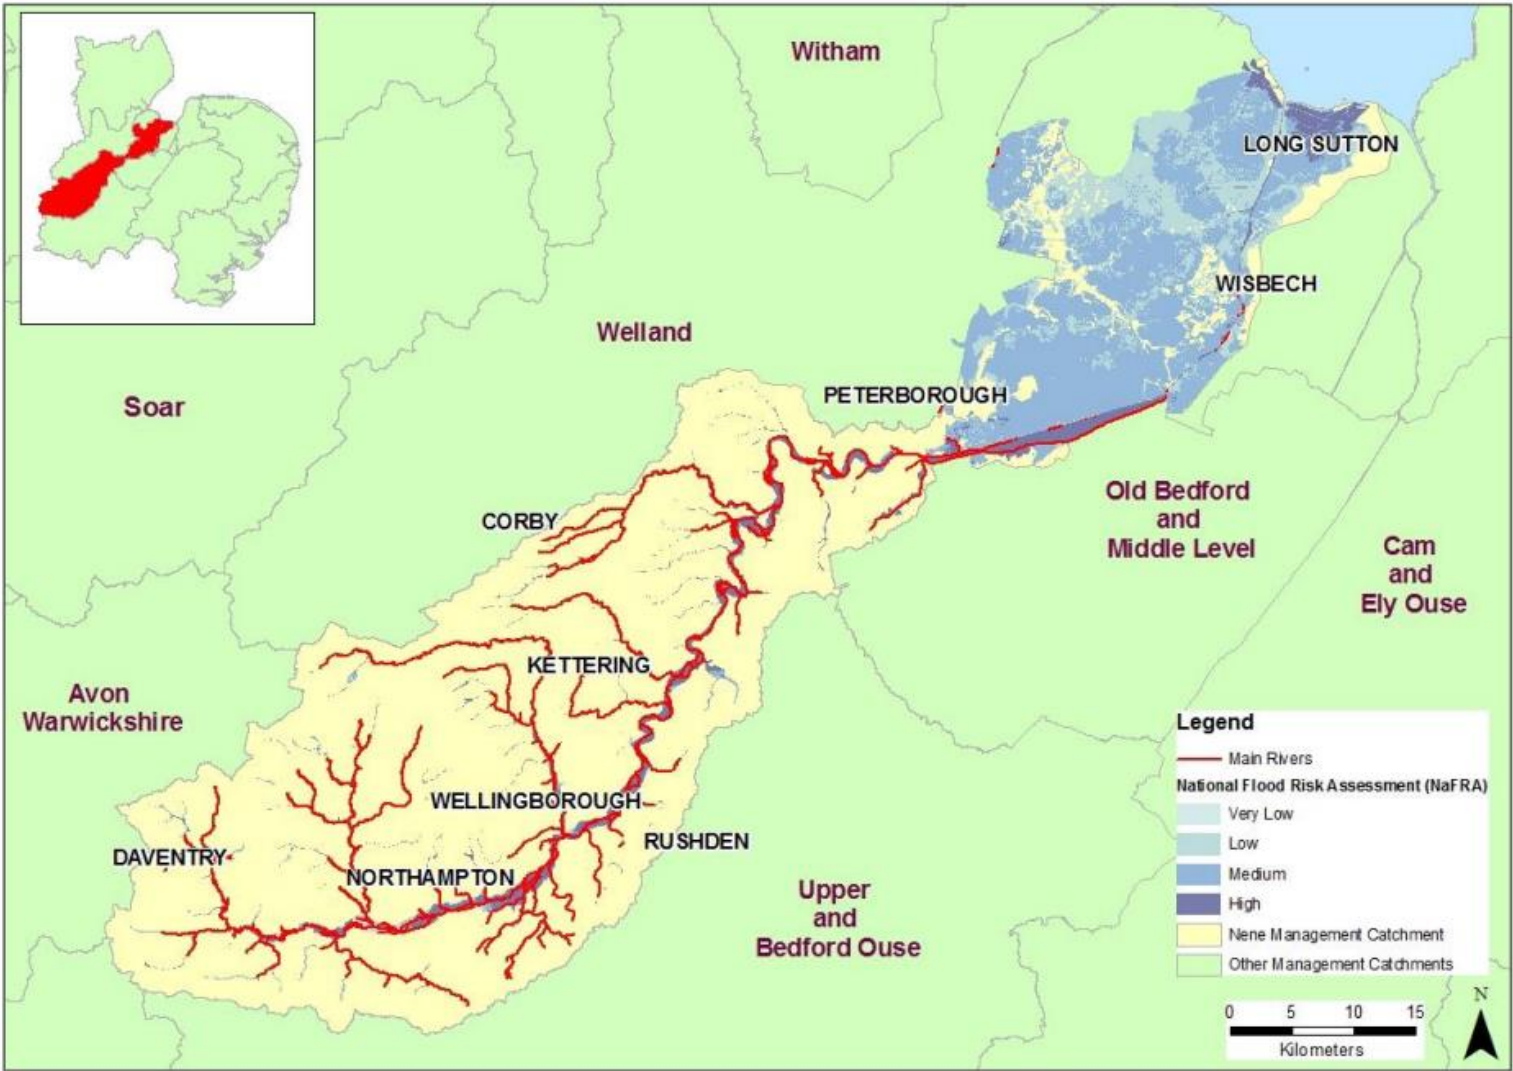 Witham
LONG SUTTON
WISBECH
Welland
PETERBOROUGH
Soar
Old Bedford
and
Middle Level
CORBY
Cam
and
Ely Ouse
KETTERING
Avon
Warwickshire
WELLINGBOROUGH
RUSHDEN
DAVENTRY
NORTHAMPTON
Upper
and
Bedford Ouse
Legend
Main Rivers
National Flood Risk Assessment (NaFRA)
Very Low
Low
Medium
High
Nene Management Catchment
Other Management Catchments
0 5 10 15
Kilometers
N